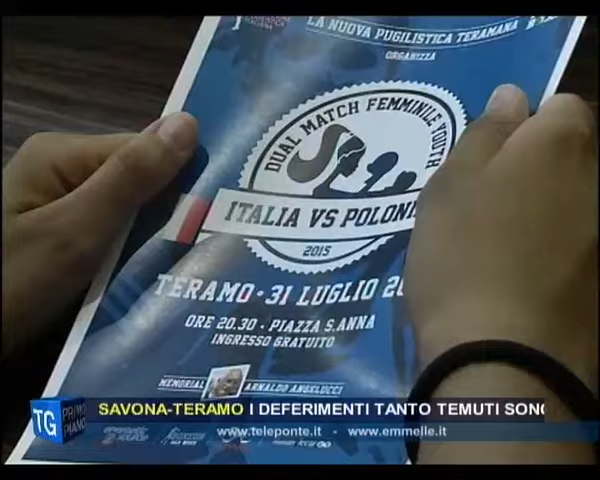 LA NUOVA PUGILISTICA TERAMANA
ORGANIZZA
DUAL MATCH FEMMINILE YOUTH
ITALIA VS POLONI
2015
TERAMO · 31 LUGLIO 20
ORE 20.30 · PIAZZA S.ANNA
INGRESSO GRATUITO
MEMORIAL ARNALDO ANGELUCCI
TG PRIMO PIANO
SAVONA-TERAMO I DEFERIMENTI TANTO TEMUTI SONO
www.teleponte.it - www.emmelle.it